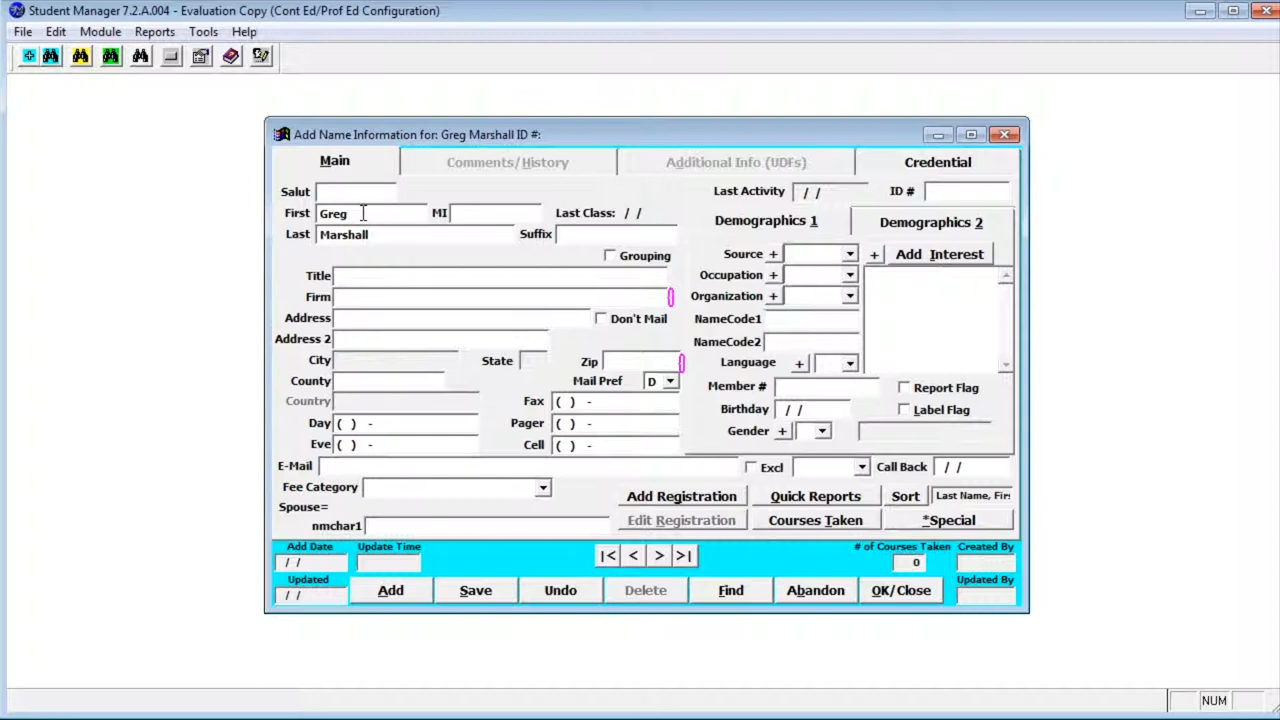 Student Manager 7.2.A.004 - Evaluation Copy (Cont Ed/Prof Ed Configuration)
File Edit Module Reports Tools Help
Add Name Information for: Greg Marshall ID #:
Main Comments/History Additional Info (UDFs) Credential
Salut Last Activity / / ID #
First Greg MI Last Class: / / Demographics 1 Demographics 2
Last Marshall Suffix
Grouping Source + + Add Interest
Title Occupation +
Firm Organization +
Address Don't Mail NameCode1
Address 2 NameCode2
City State Zip Language +
County Mail Pref D Member # Report Flag
Country Fax ( ) - Birthday / / Label Flag
Day ( ) - Pager ( ) - Gender +
Eve ( ) - Cell ( ) -
E-Mail Excl Call Back / /
Fee Category Add Registration Quick Reports Sort Last Name, Firs
Spouse=
nmchar1 Edit Registration Courses Taken *Special
Add Date Update Time |< < > >| # of Courses Taken Created By
/ / 0
Updated Updated By
/ / Add Save Undo Delete Find Abandon OK/Close
NUM